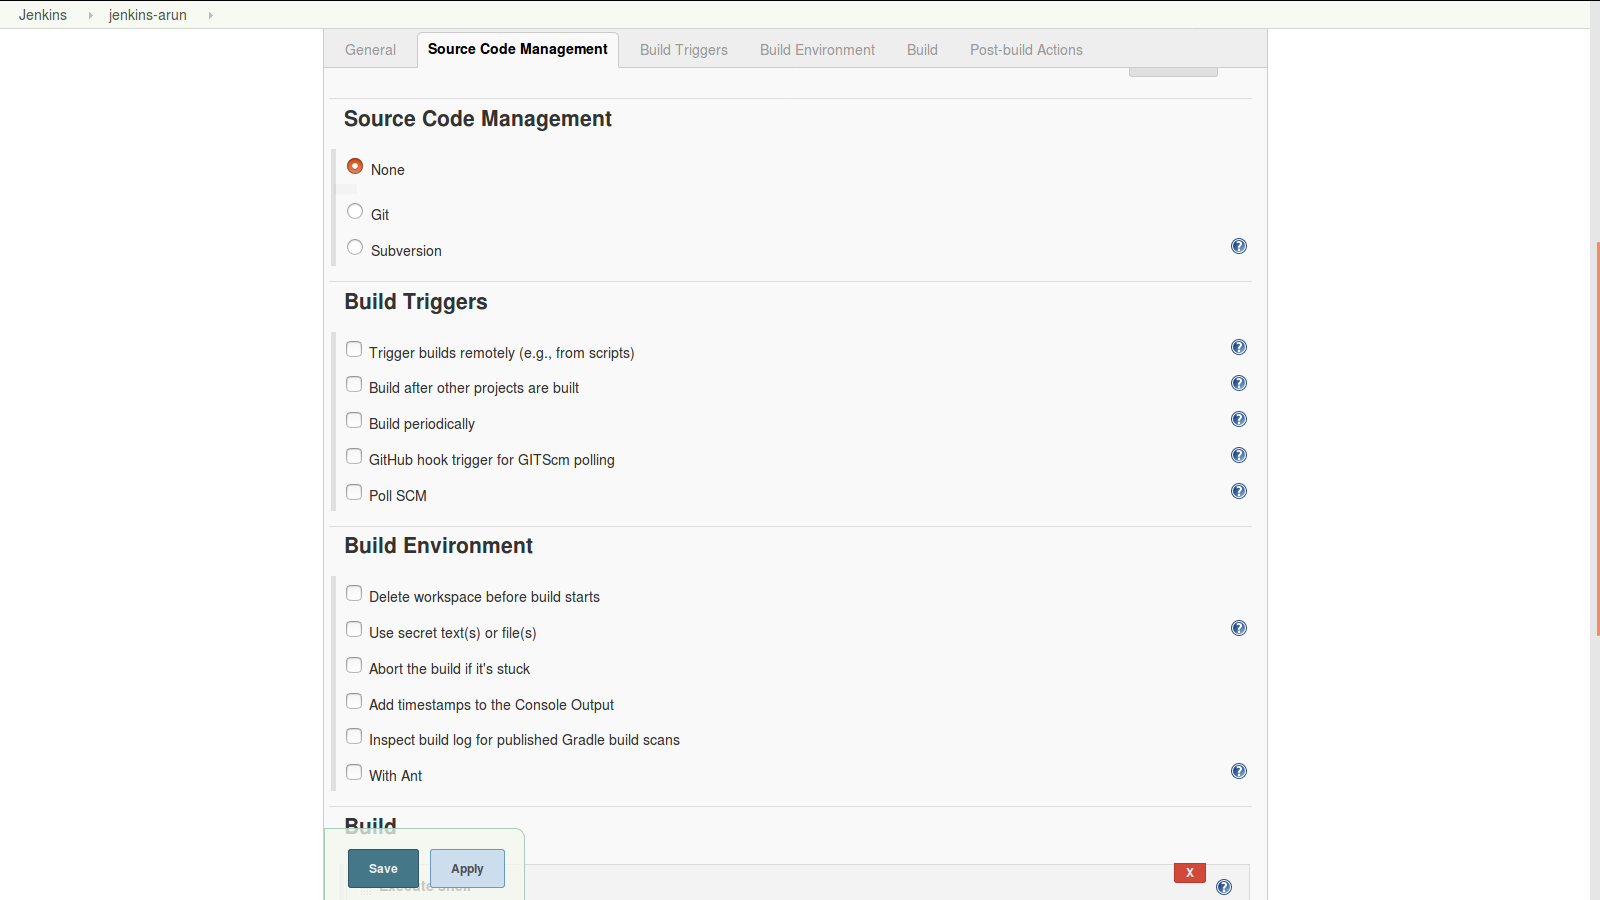 Jenkins jenkins-arun
General Source Code Management Build Triggers Build Environment Build Post-build Actions
Source Code Management
None
Git
Subversion
Build Triggers
Trigger builds remotely (e.g., from scripts)
Build after other projects are built
Build periodically
GitHub hook trigger for GITScm polling
Poll SCM
Build Environment
Delete workspace before build starts
Use secret text(s) or file(s)
Abort the build if it's stuck
Add timestamps to the Console Output
Inspect build log for published Gradle build scans
With Ant
Build
Save Apply
X
Execute shell